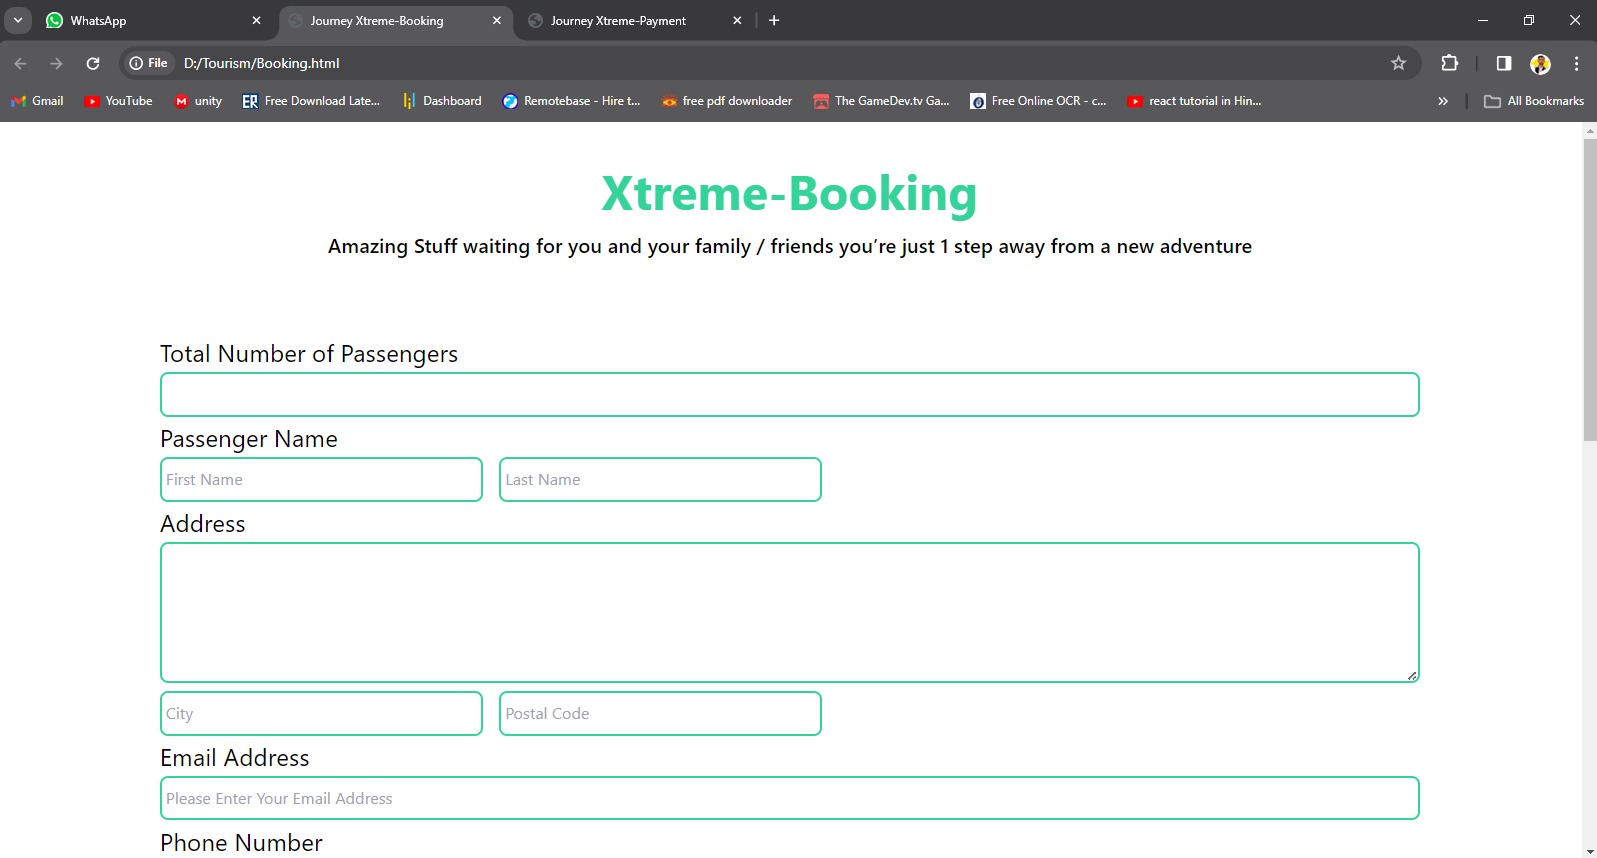 WhatsApp
Journey Xtreme-Booking
Journey Xtreme-Payment
File D:/Tourism/Booking.html
Gmail YouTube unity Free Download Late... Dashboard Remotebase - Hire t... free pdf downloader The GameDev.tv Ga... Free Online OCR - c... react tutorial in Hin... » All Bookmarks
Xtreme-Booking
Amazing Stuff waiting for you and your family / friends you're just 1 step away from a new adventure
Total Number of Passengers
Passenger Name
First Name Last Name
Address
City Postal Code
Email Address
Please Enter Your Email Address
Phone Number